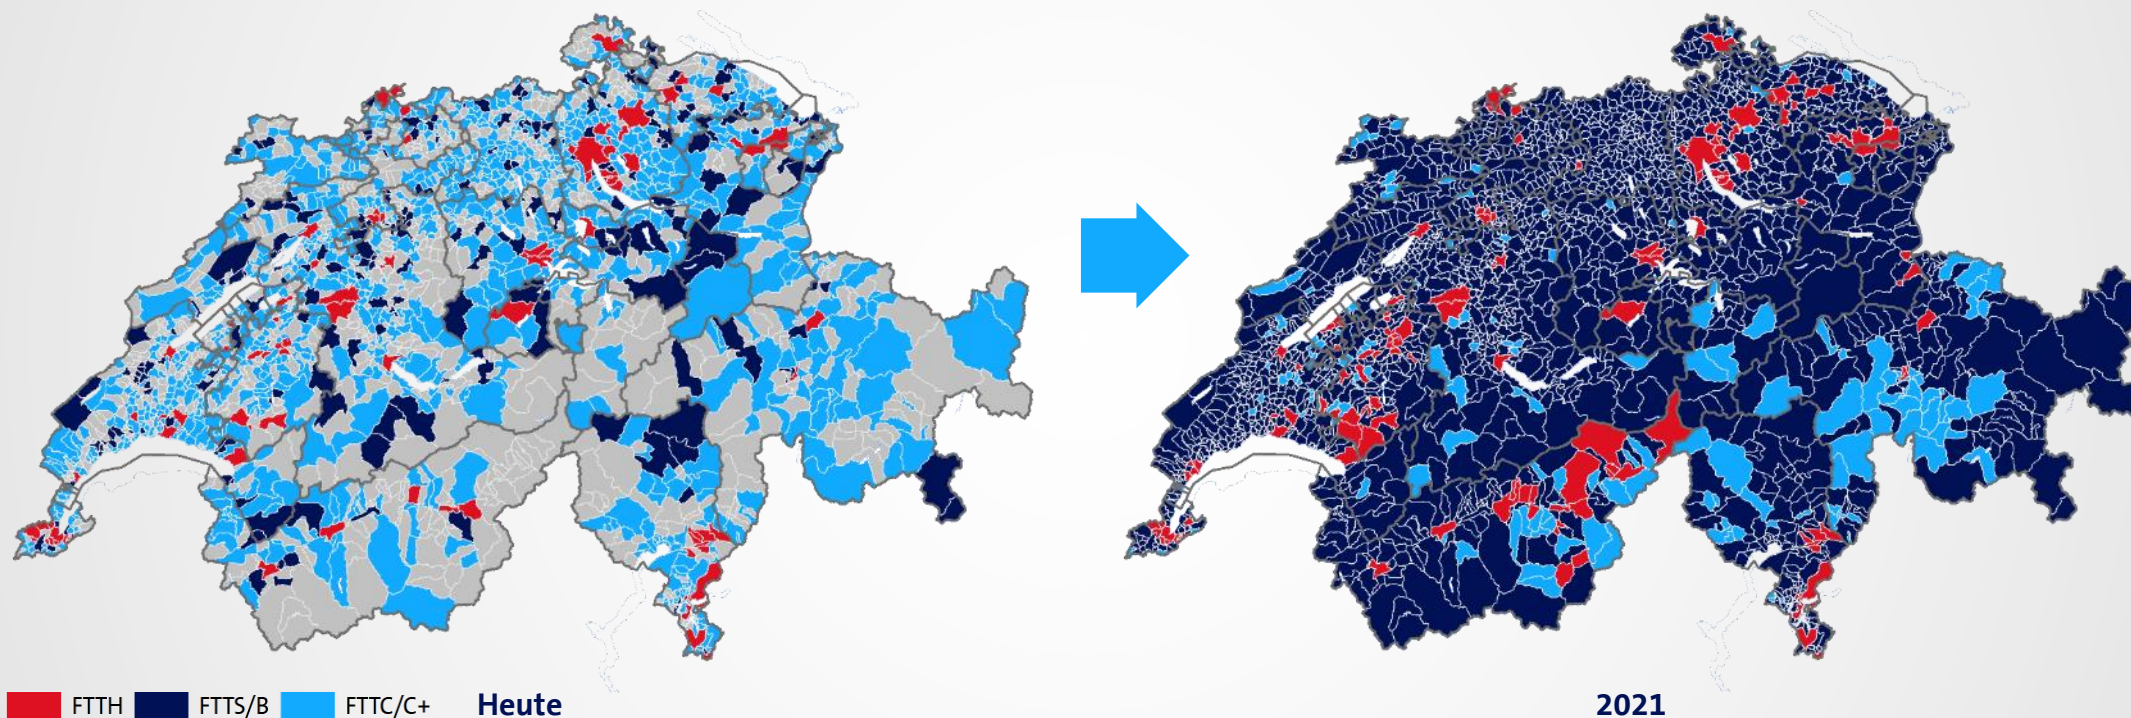 FTTH FTTS/B FTTC/C+ Heute 2021